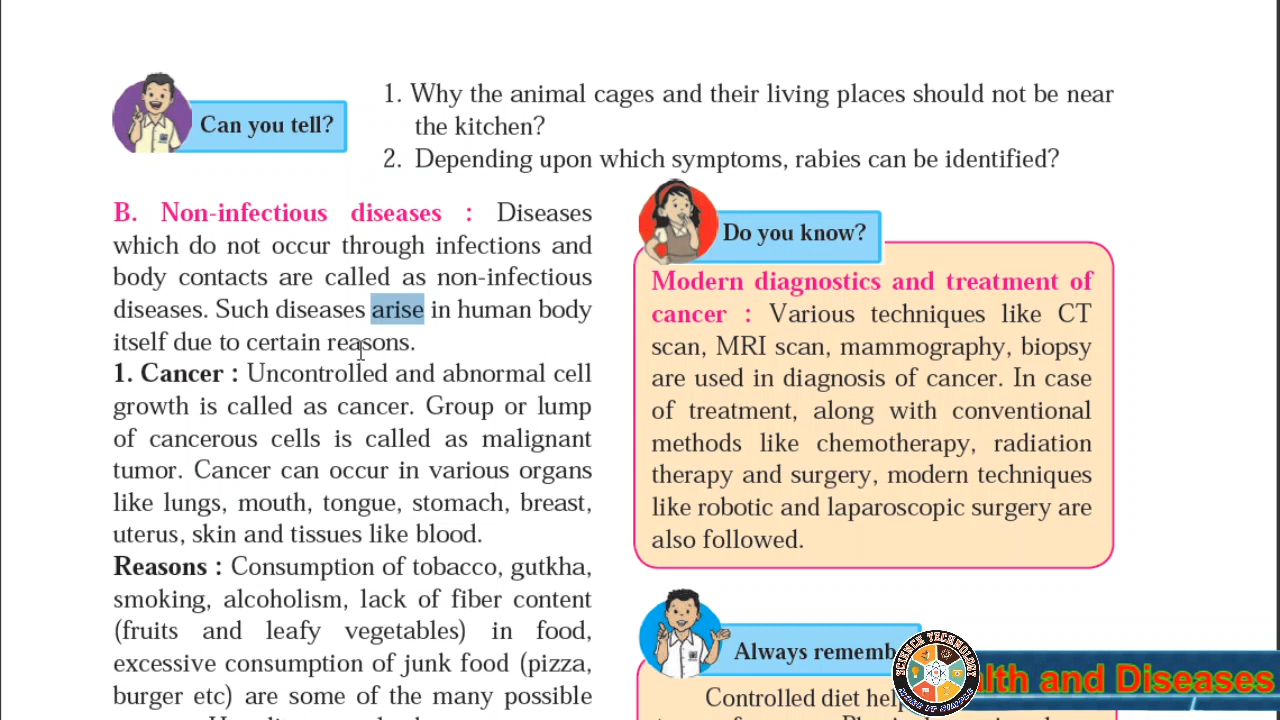 Can you tell?
1. Why the animal cages and their living places should not be near
the kitchen?
2. Depending upon which symptoms, rabies can be identified?
B. Non-infectious diseases : Diseases
which do not occur through infections and
body contacts are called as non-infectious
diseases. Such diseases arise in human body
itself due to certain reasons.
1. Cancer : Uncontrolled and abnormal cell
growth is called as cancer. Group or lump
of cancerous cells is called as malignant
tumor. Cancer can occur in various organs
like lungs, mouth, tongue, stomach, breast,
uterus, skin and tissues like blood.
Reasons : Consumption of tobacco, gutkha,
smoking, alcoholism, lack of fiber content
(fruits and leafy vegetables) in food,
excessive consumption of junk food (pizza,
burger etc) are some of the many possible
Do you know?
Modern diagnostics and treatment of
cancer : Various techniques like CT
scan, MRI scan, mammography, biopsy
are used in diagnosis of cancer. In case
of treatment, along with conventional
methods like chemotherapy, radiation
therapy and surgery, modern techniques
like robotic and laparoscopic surgery are
also followed.
Always rememb
Controlled diet help
SCIENCE TECHNOLOGY
lth and Diseases